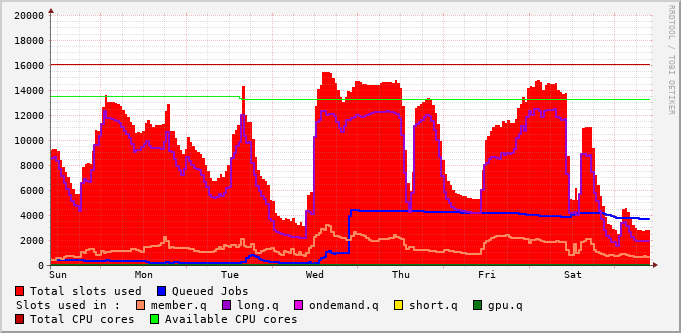 20000
18000
16000
14000
12000
10000
8000
6000
4000
2000
0
Sun Mon Tue Wed Thu Fri Sat
RRDTOOL / TOBI OETIKER
Total slots used Queued Jobs
Slots used in : member.q long.q ondemand.q short.q gpu.q
Total CPU cores Available CPU cores